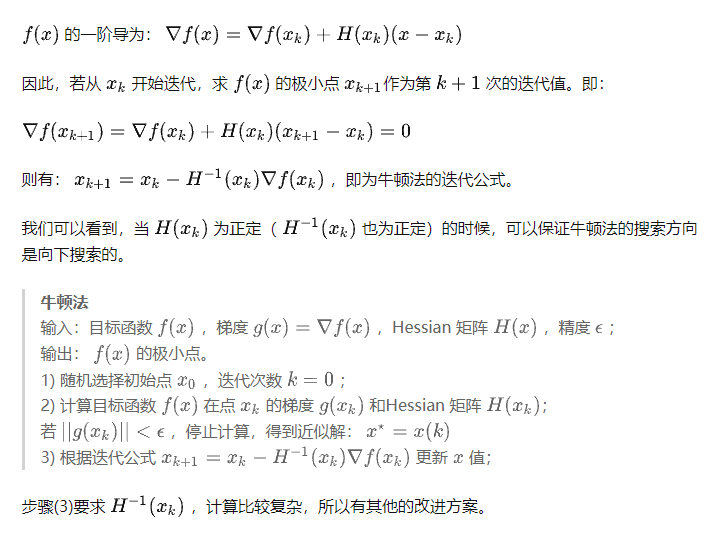 f(x) 的一阶导为： ∇f(x) = ∇f(x_k) + H(x_k)(x − x_k)
因此，若从 x_k 开始迭代，求 f(x) 的极小点 x_{k+1}作为第 k + 1 次的迭代值。即：
∇f(x_{k+1}) = ∇f(x_k) + H(x_k)(x_{k+1} − x_k) = 0
则有： x_{k+1} = x_k − H^{−1}(x_k)∇f(x_k) ，即为牛顿法的迭代公式。
我们可以看到，当 H(x_k) 为正定（ H^{−1}(x_k) 也为正定）的时候，可以保证牛顿法的搜索方向
是向下搜索的。
牛顿法
输入：目标函数 f(x) ，梯度 g(x) = ∇f(x) ，Hessian 矩阵 H(x) ，精度 ϵ ；
输出： f(x) 的极小点。
1) 随机选择初始点 x_0 ，迭代次数 k = 0 ；
2) 计算目标函数 f(x) 在点 x_k 的梯度 g(x_k) 和Hessian 矩阵 H(x_k)；
若 ||g(x_k)|| < ϵ ，停止计算，得到近似解： x^⋆ = x(k)
3) 根据迭代公式 x_{k+1} = x_k − H^{−1}(x_k)∇f(x_k) 更新 x 值；
步骤(3)要求 H^{−1}(x_k) ，计算比较复杂，所以有其他的改进方案。